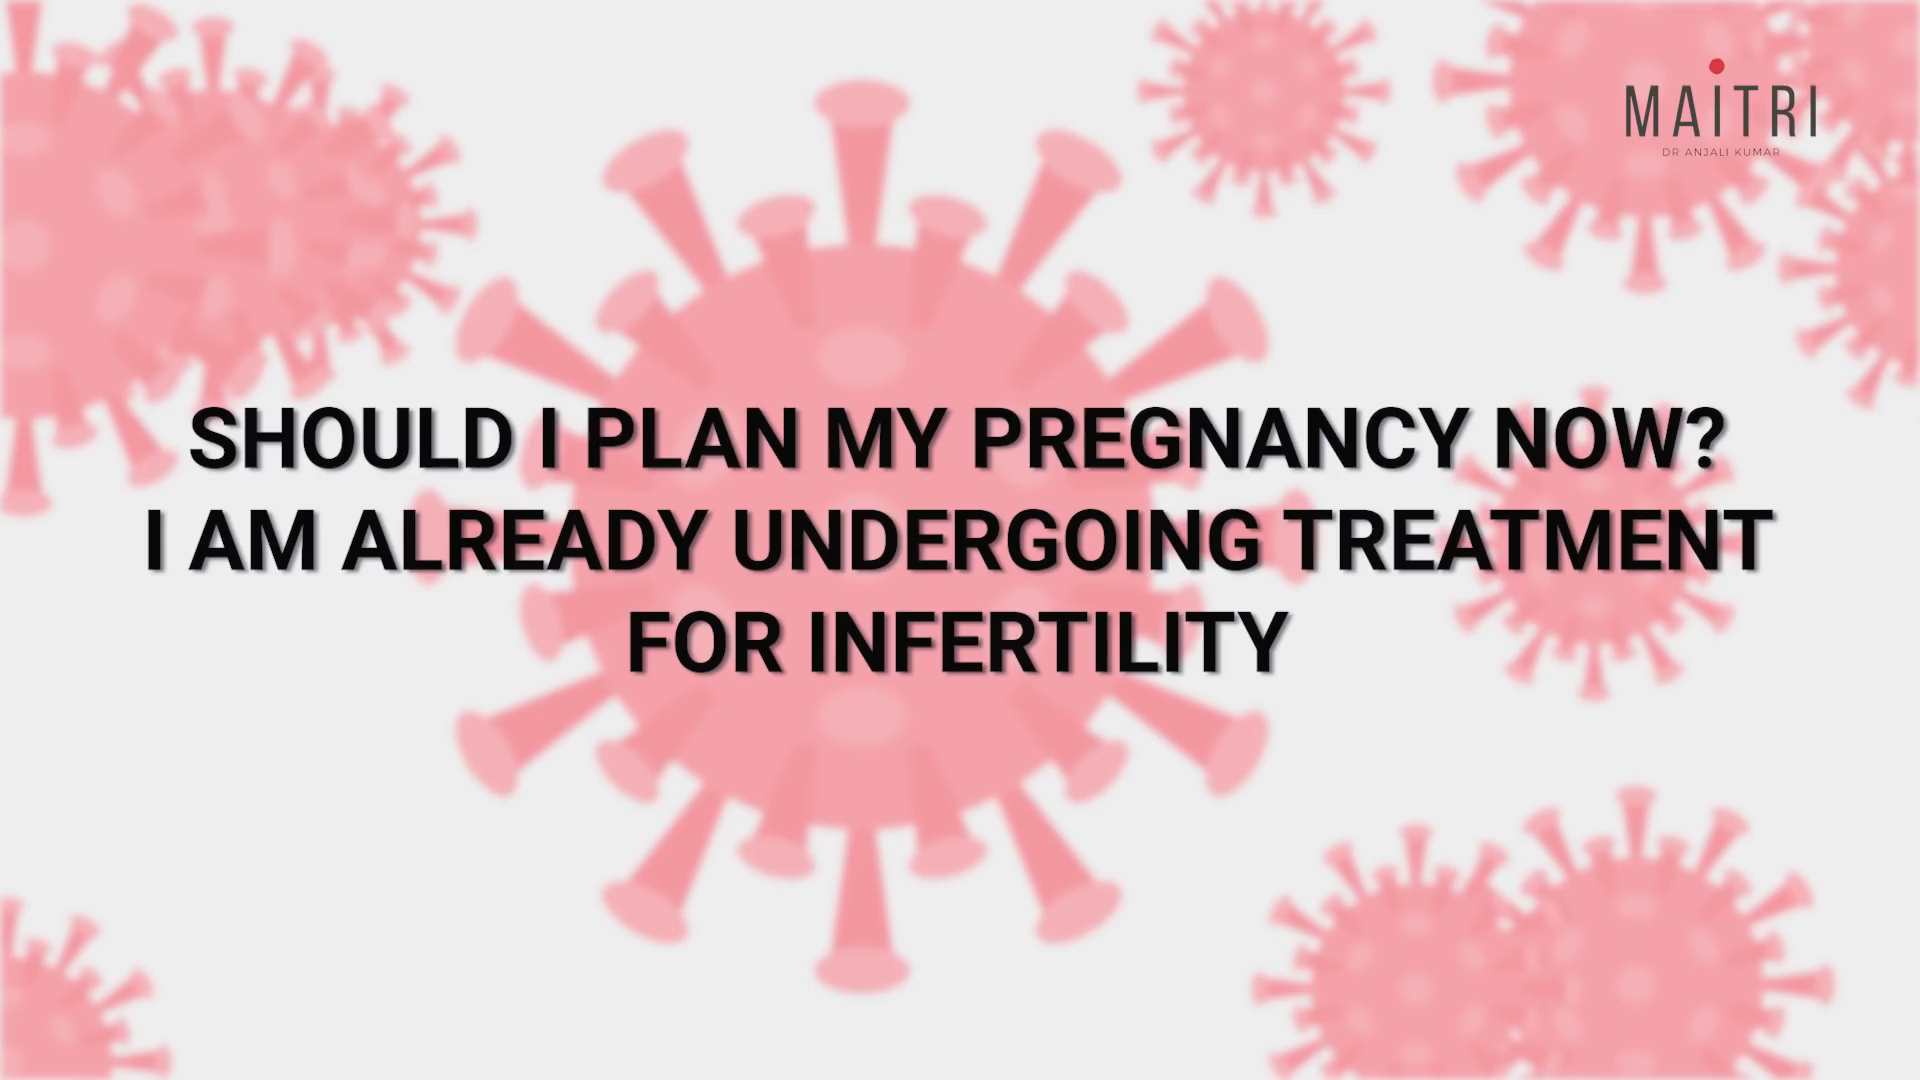 MAITRI
DR ANJALI KUMAR
SHOULD I PLAN MY PREGNANCY NOW?
I AM ALREADY UNDERGOING TREATMENT
FOR INFERTILITY